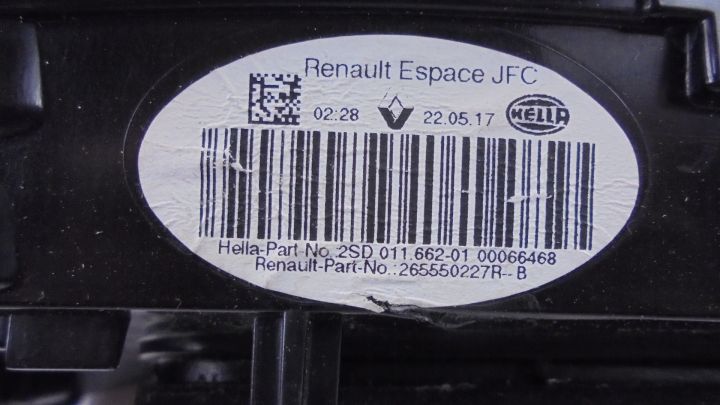 Renault Espace JFC
02:28 22.05.17 HELLA
Hella-Part-No.:2SD 011.662-01 00066468
Renault-Part-No.:265550227R--B